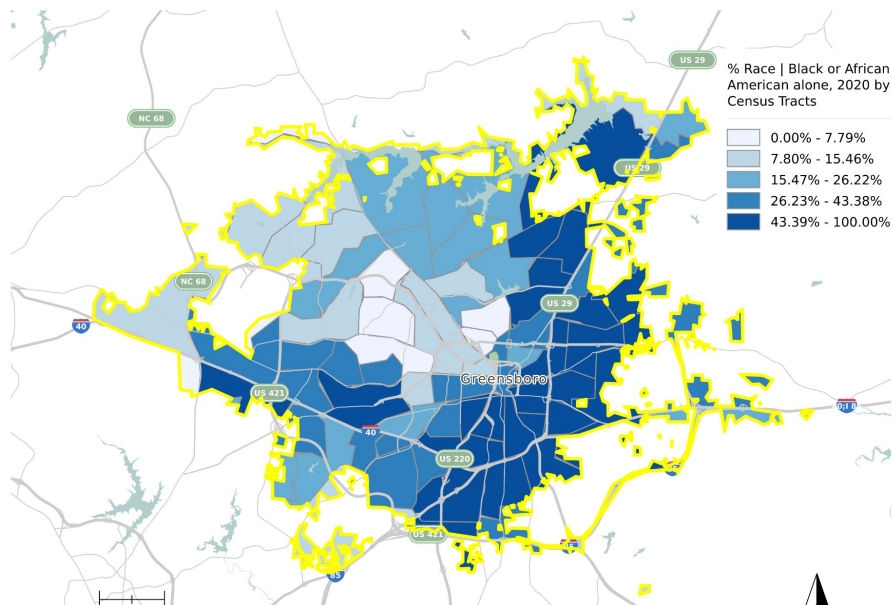 US 29
% Race | Black or African
American alone, 2020 by
Census Tracts
NC 68
0.00% - 7.79%
7.80% - 15.46%
US 29
15.47% - 26.22%
26.23% - 43.38%
43.39% - 100.00%
NC 68
US 29
40
Greensboro
US 421
40
US 220
US 421
85